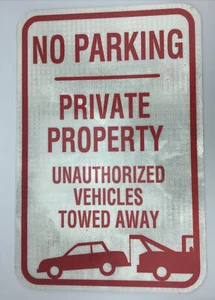 NO PARKING
PRIVATE
PROPERTY
UNAUTHORIZED
VEHICLES
TOWED AWAY